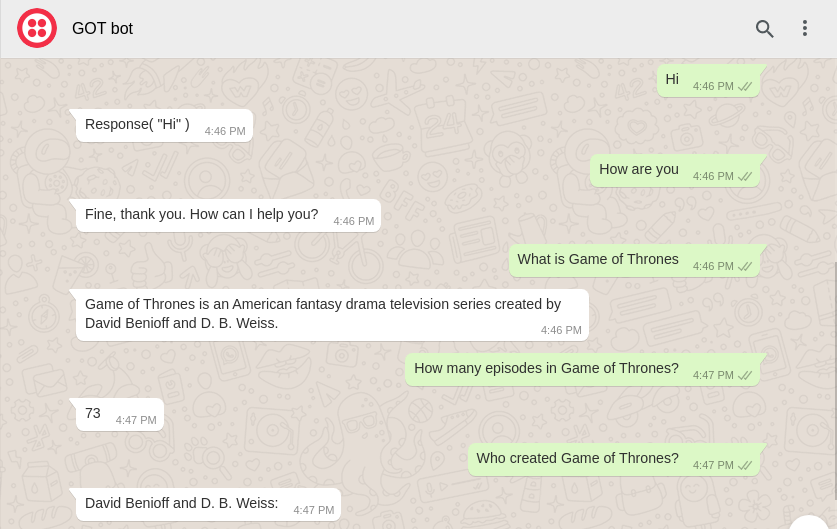 GOT bot
Hi 4:46 PM
Response( "Hi" ) 4:46 PM
How are you 4:46 PM
Fine, thank you. How can I help you? 4:46 PM
What is Game of Thrones 4:46 PM
Game of Thrones is an American fantasy drama television series created by
David Benioff and D. B. Weiss. 4:46 PM
How many episodes in Game of Thrones? 4:47 PM
73 4:47 PM
Who created Game of Thrones? 4:47 PM
David Benioff and D. B. Weiss: 4:47 PM